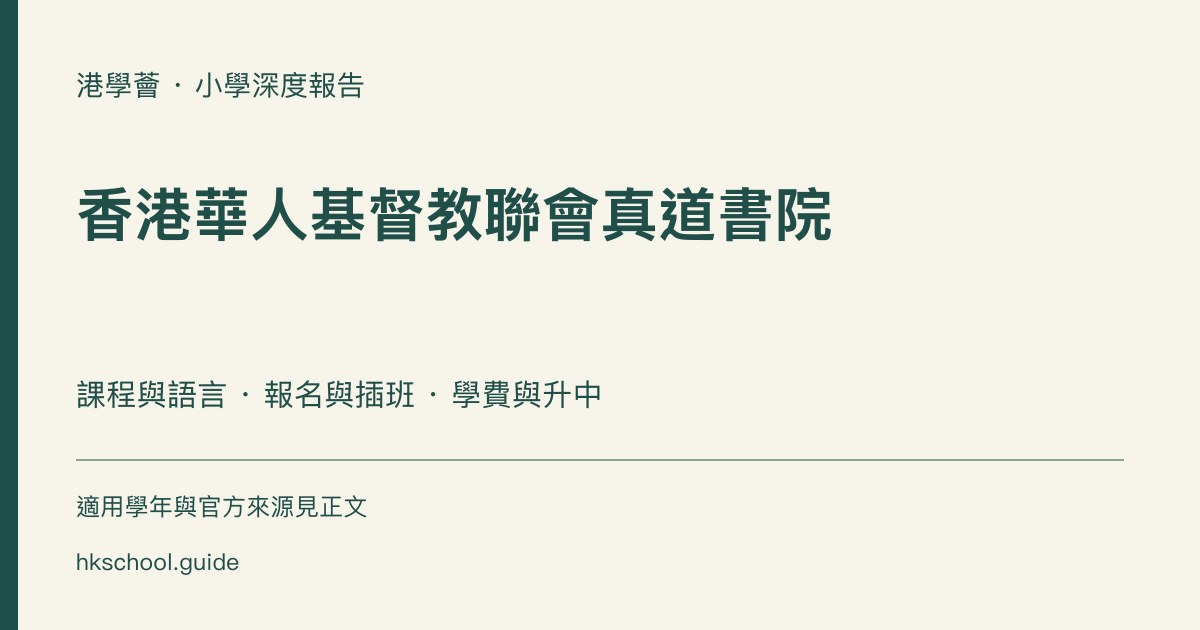 港學薈 · 小學深度報告
香港華人基督教聯會真道書院
課程與語言 · 報名與插班 · 學費與升中
適用學年與官方來源見正文
hkschool.guide